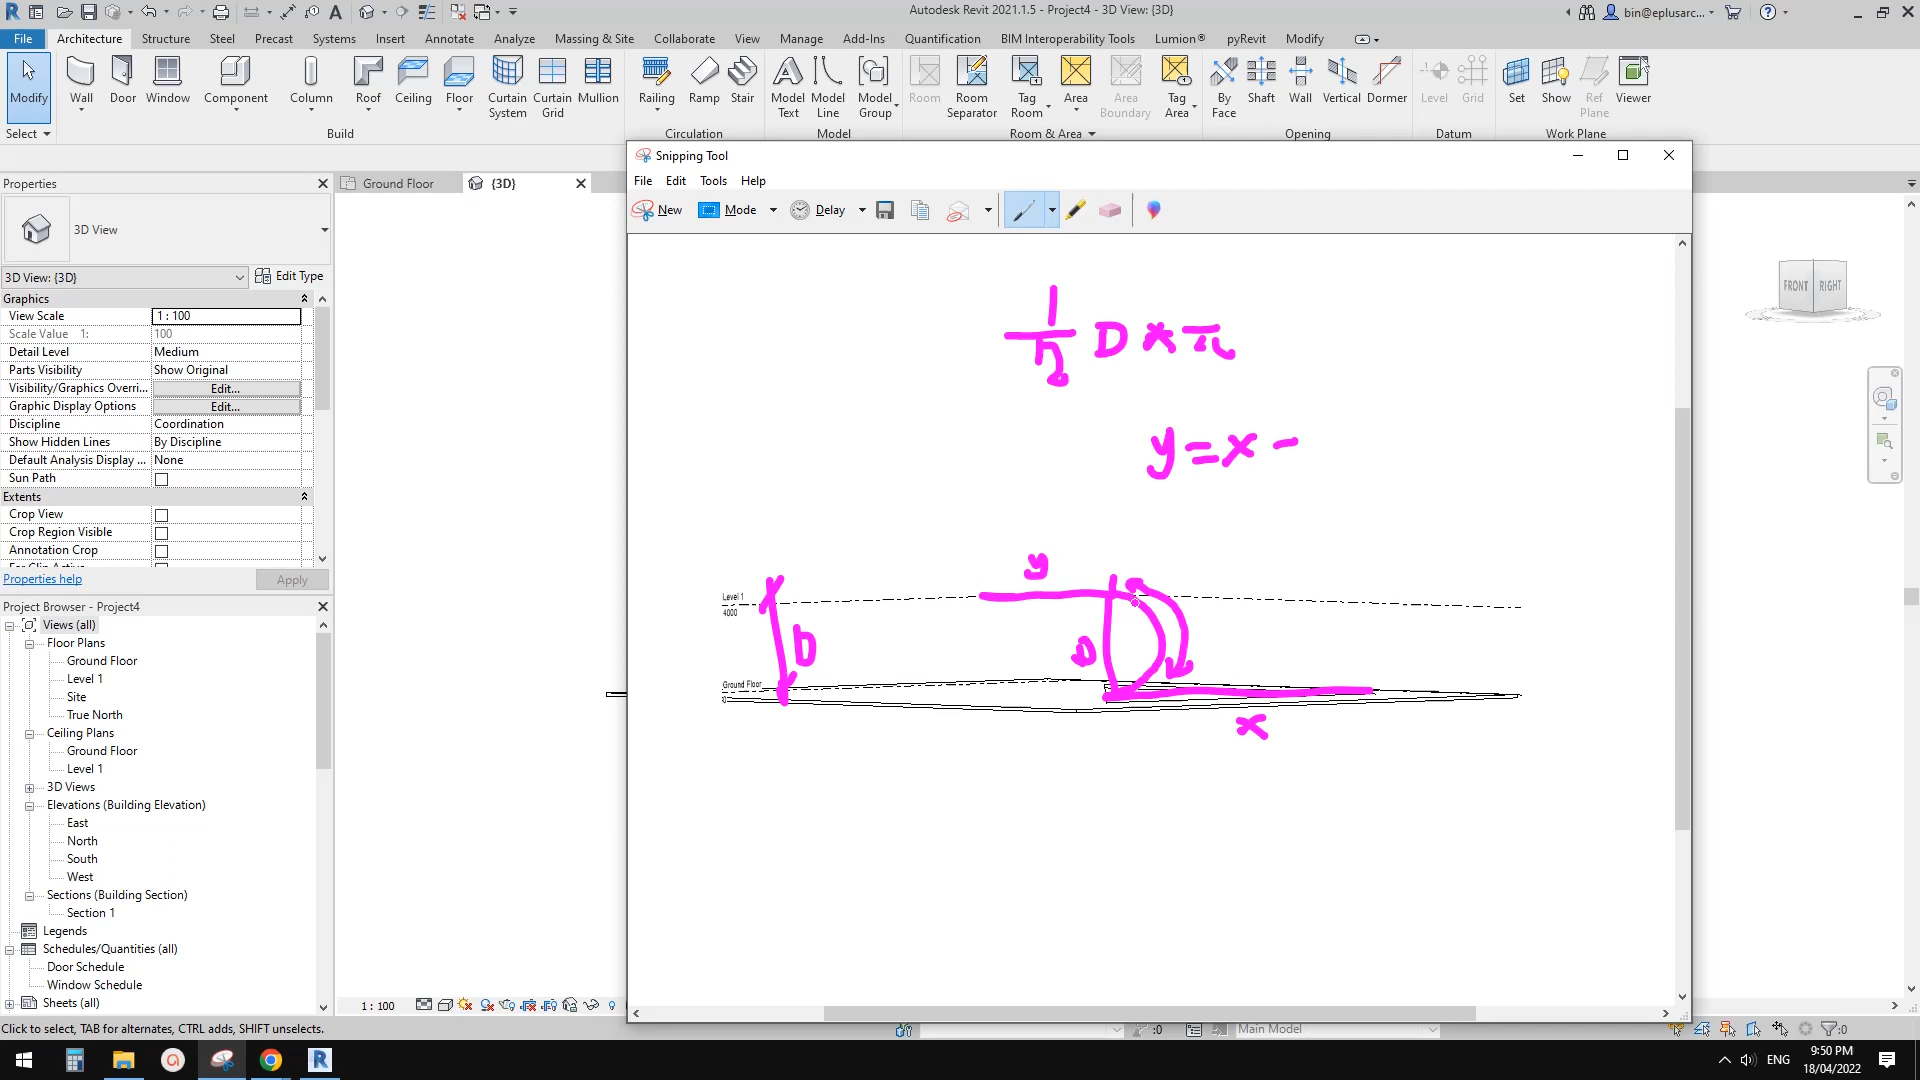 Autodesk Revit 2021.1.5 - Project4 - 3D View: {3D}
bin@eplusarc...
File Architecture Structure Steel Precast Systems Insert Annotate Analyze Massing & Site Collaborate View Manage Add-Ins Quantification BIM Interoperability Tools Lumion® pyRevit Modify
Modify Wall Door Window Component Column Roof Ceiling Floor Curtain System Curtain Grid Mullion Railing Ramp Stair Model Text Model Line Model Group Room Room Separator Tag Room Area Area Boundary Tag Area By Face Shaft Wall Vertical Dormer Level Grid Set Show Ref Plane Viewer
Select Build Circulation Model Room & Area Opening Datum Work Plane
Properties
Ground Floor {3D}
3D View
3D View: {3D} Edit Type
Graphics
View Scale 1 : 100
Scale Value 1: 100
Detail Level Medium
Parts Visibility Show Original
Visibility/Graphics Overri... Edit...
Graphic Display Options Edit...
Discipline Coordination
Show Hidden Lines By Discipline
Default Analysis Display ... None
Sun Path
Extents
Crop View
Crop Region Visible
Annotation Crop
Properties help Apply
Project Browser - Project4
Views (all)
Floor Plans
Ground Floor
Level 1
Site
True North
Ceiling Plans
Ground Floor
Level 1
3D Views
Elevations (Building Elevation)
East
North
South
West
Sections (Building Section)
Section 1
Legends
Schedules/Quantities (all)
Door Schedule
Window Schedule
Sheets (all)
Snipping Tool
File Edit Tools Help
New Mode Delay
D * π
y = x -
y
Level 1
4000
D
D
Ground Floor
0
x
FRONT RIGHT
1 : 100
Click to select, TAB for alternates, CTRL adds, SHIFT unselects.
:0 Main Model :0
ENG
9:50 PM
18/04/2022